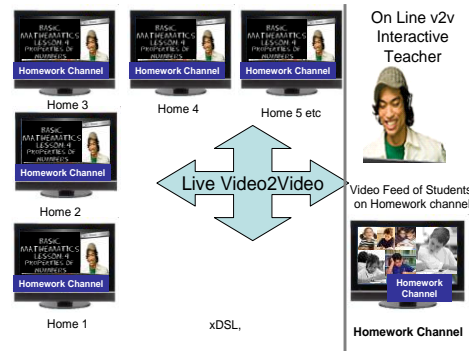 BASIC
MATHEMATICS
LESSON 4
PROPERTIES OF
NUMBERS
Homework Channel
Home 3
BASIC
MATHEMATICS
LESSON 4
PROPERTIES OF
NUMBERS
Homework Channel
Home 4
BASIC
MATHEMATICS
LESSON 4
PROPERTIES OF
NUMBERS
Homework Channel
Home 5 etc
On Line v2v
Interactive
Teacher
BASIC
MATHEMATICS
LESSON 4
PROPERTIES OF
NUMBERS
Homework Channel
Home 2
Live Video2Video
Video Feed of Students
on Homework channel
BASIC
MATHEMATICS
LESSON 4
PROPERTIES OF
NUMBERS
Homework Channel
Home 1
xDSL,
Homework
Channel
Homework Channel